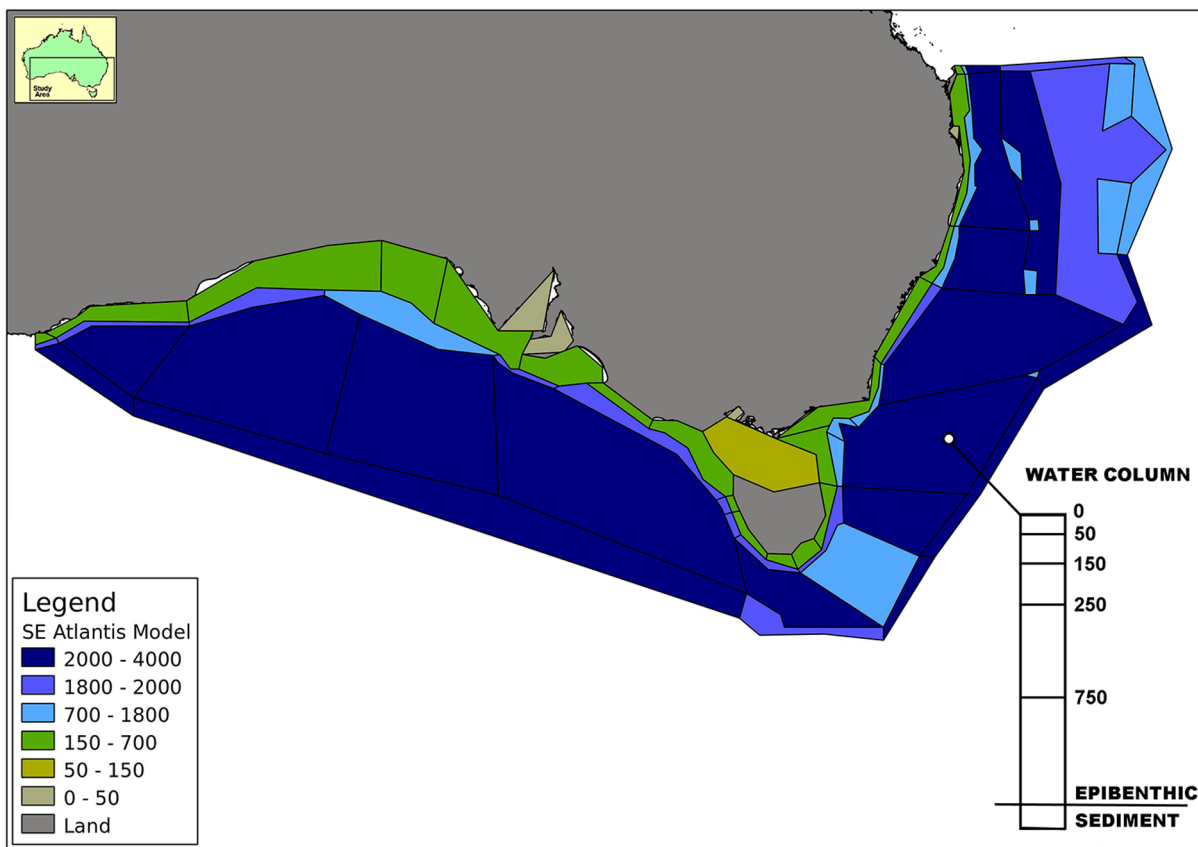 Study
Area
WATER COLUMN
0
50
150
250
750
EPIBENTHIC
SEDIMENT
Legend
SE Atlantis Model
2000 - 4000
1800 - 2000
700 - 1800
150 - 700
50 - 150
0 - 50
Land